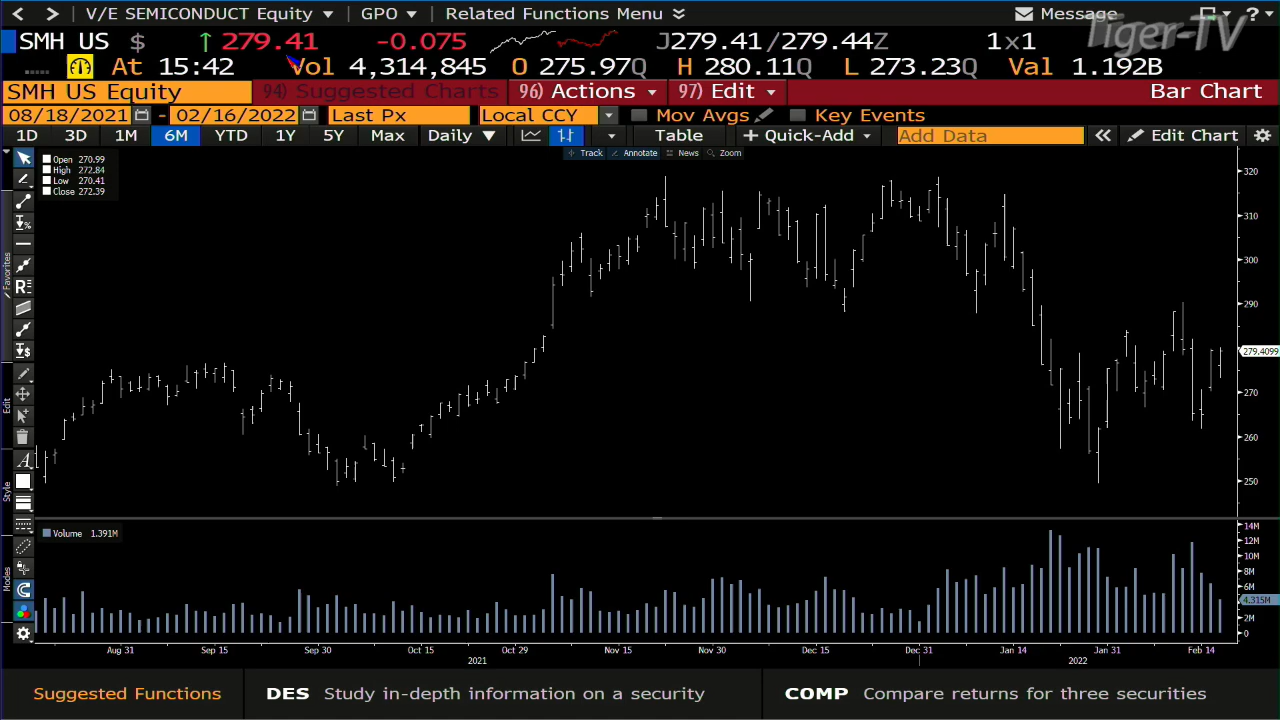 V/E SEMICONDUCT Equity GPO Related Functions Menu Message ?
Tiger-TV
SMH US $ ↑ 279.41 -0.075 J279.41/279.44Z 1x1
At 15:42 Vol 4,314,845 O 275.97Q H 280.11Q L 273.23Q Val 1.192B
SMH US Equity 94) Suggested Charts 96) Actions 97) Edit Bar Chart
08/18/2021 - 02/16/2022 Last Px Local CCY Mov Avgs Key Events
1D 3D 1M 6M YTD 1Y 5Y Max Daily ▼ Table + Quick-Add Add Data « Edit Chart
Track Annotate News Zoom
Open 270.99
High 272.84
Low 270.41
Close 272.39
320
310
300
290
279.4099
270
260
250
Favorites
Edit
Style
Modes
Volume 1.391M
14M
12M
10M
8M
6M
4.315M
2M
0
Aug 31 Sep 15 Sep 30 Oct 15 Oct 29 Nov 15 Nov 30 Dec 15 Dec 31 Jan 14 Jan 31 Feb 14
2021 2022
Suggested Functions DES Study in-depth information on a security COMP Compare returns for three securities